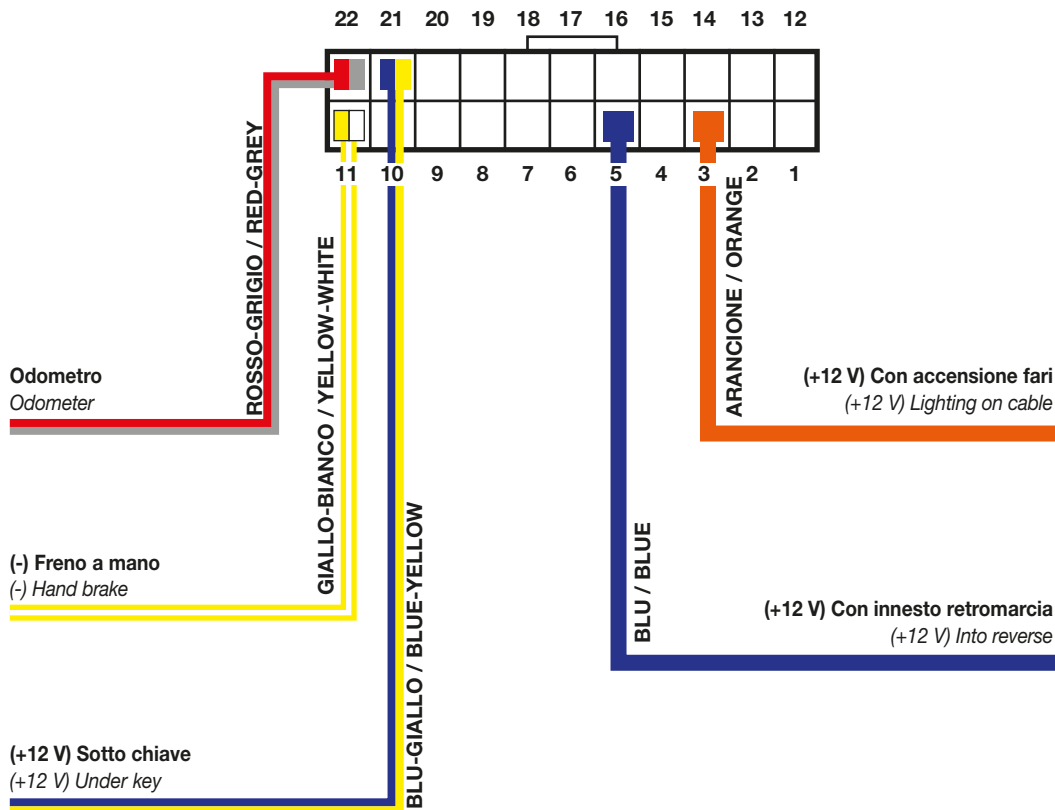 22 21 20 19 18 17 16 15 14 13 12
11 10 9 8 7 6 5 4 3 2 1
ROSSO-GRIGIO / RED-GREY
GIALLO-BIANCO / YELLOW-WHITE
BLU-GIALLO / BLUE-YELLOW
BLU / BLUE
ARANCIONE / ORANGE
Odometro
Odometer
(+12 V) Con accensione fari
(+12 V) Lighting on cable
(-) Freno a mano
(-) Hand brake
(+12 V) Con innesto retromarcia
(+12 V) Into reverse
(+12 V) Sotto chiave
(+12 V) Under key